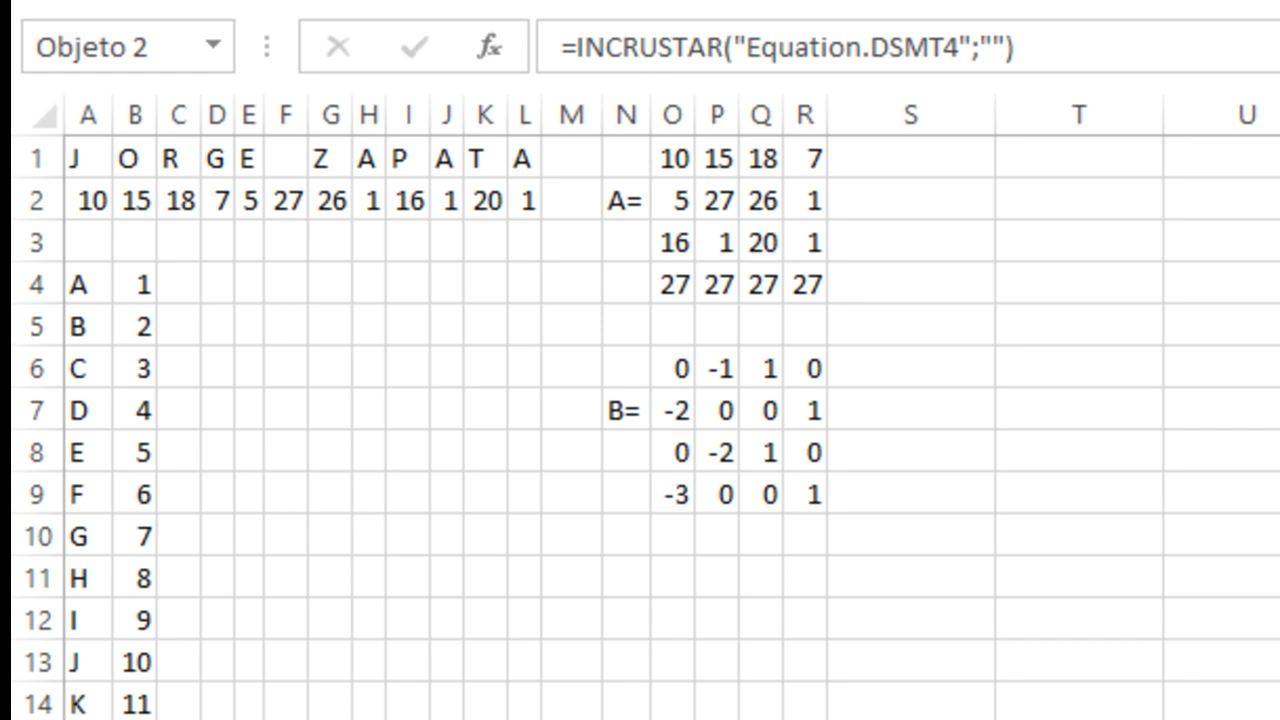 Objeto 2 fx =INCRUSTAR("Equation.DSMT4";"")
A B C D E F G H I J K L M N O P Q R S T U
1 J O R G E Z A P A T A 10 15 18 7
2 10 15 18 7 5 27 26 1 16 1 20 1 A= 5 27 26 1
3 16 1 20 1
4 A 1 27 27 27 27
5 B 2
6 C 3 0 -1 1 0
7 D 4 B= -2 0 0 1
8 E 5 0 -2 1 0
9 F 6 -3 0 0 1
10 G 7
11 H 8
12 I 9
13 J 10
14 K 11